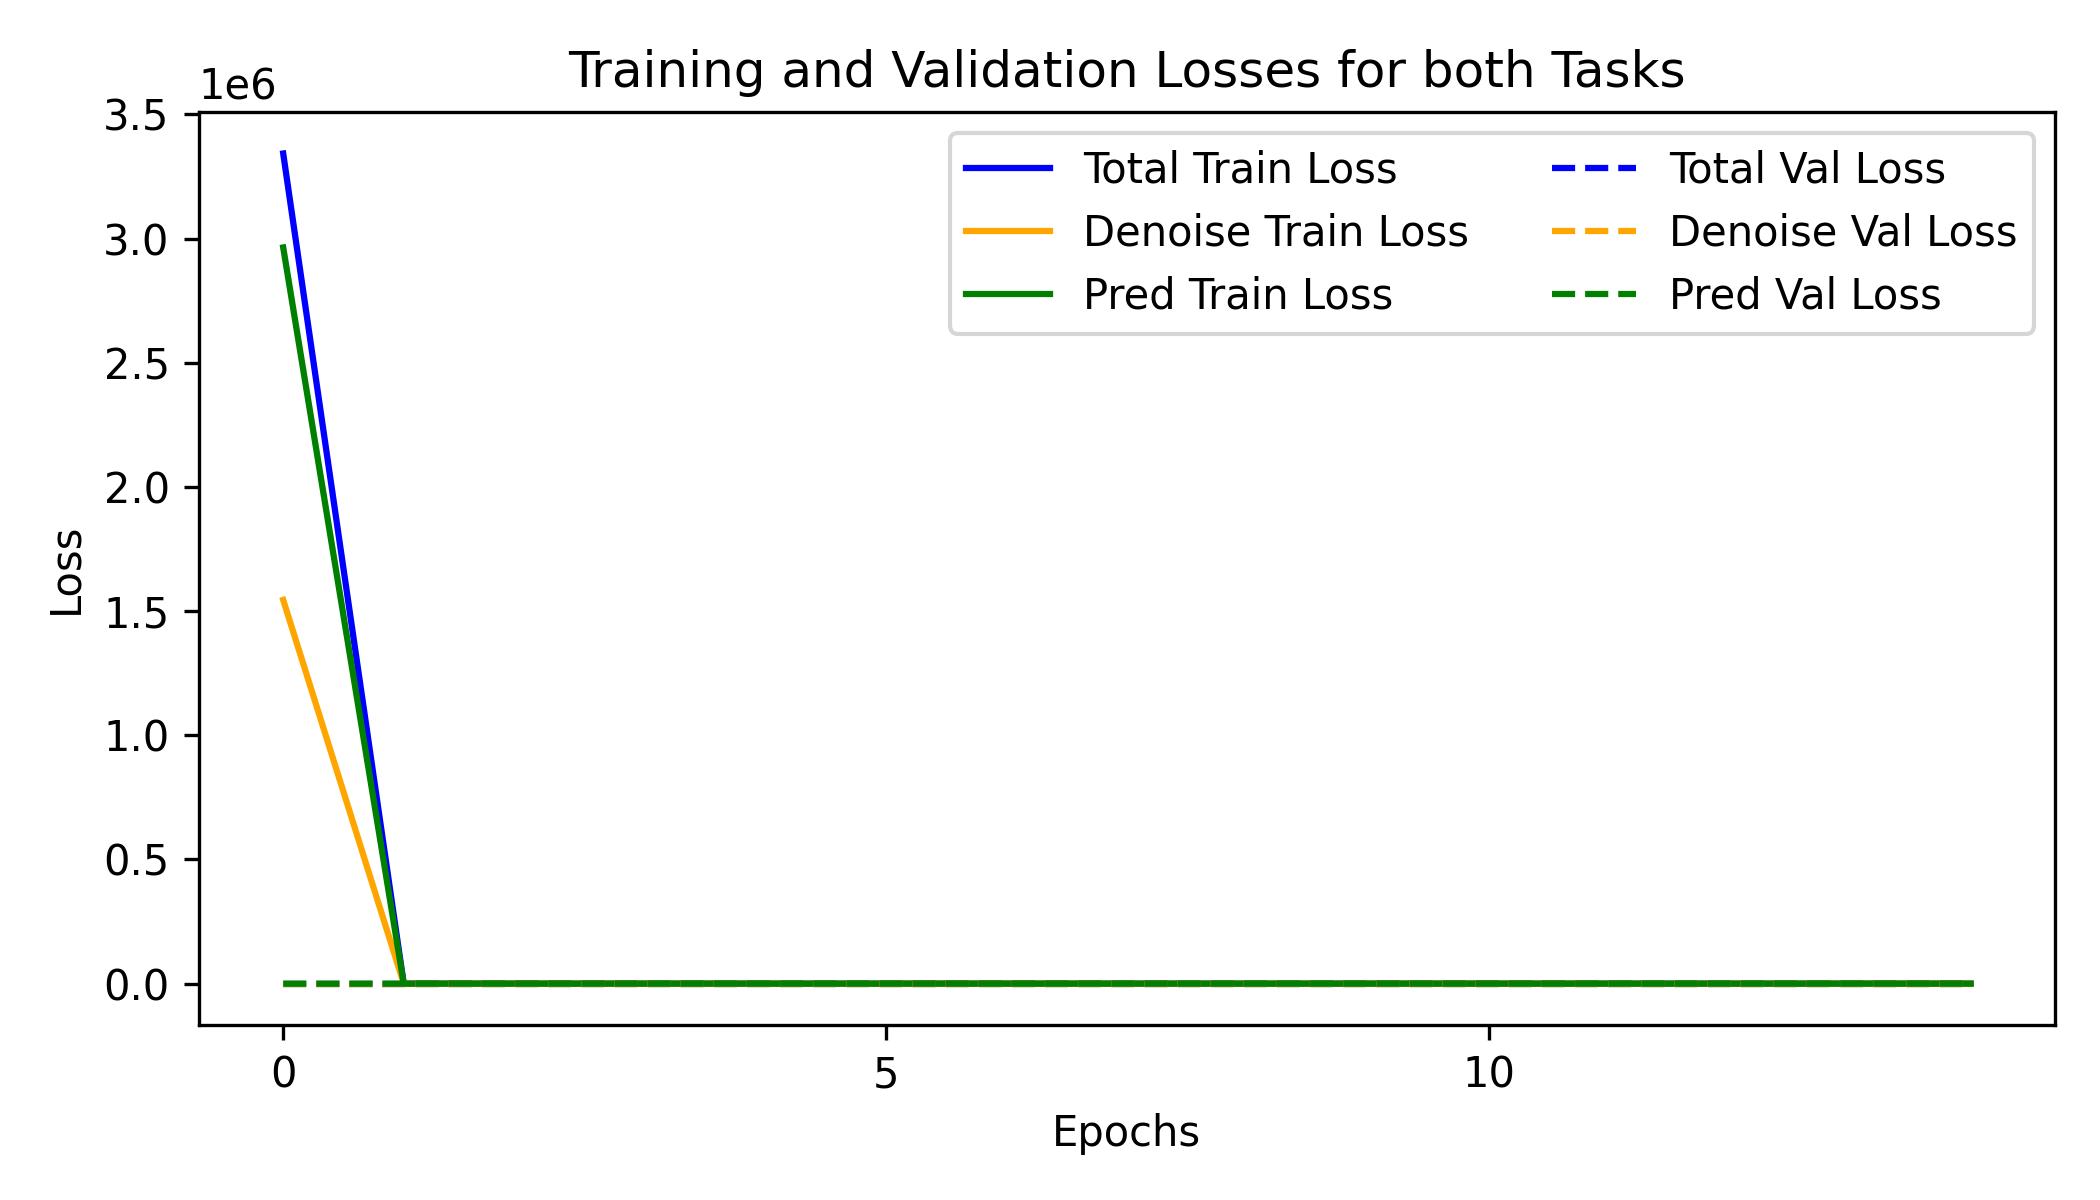 Training and Validation Losses for both Tasks
1e6
3.5
3.0
2.5
2.0
1.5
1.0
0.5
0.0
Loss
Total Train Loss
Denoise Train Loss
Pred Train Loss
Total Val Loss
Denoise Val Loss
Pred Val Loss
0 5 10
Epochs